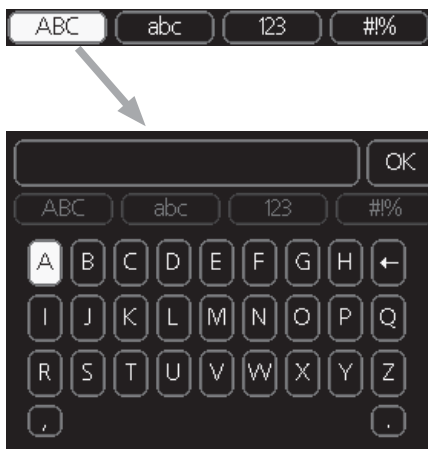 ABC abc 123 #!%
OK
ABC abc 123 #!%
A B C D E F G H ←
I J K L M N O P Q
R S T U V W X Y Z
, .